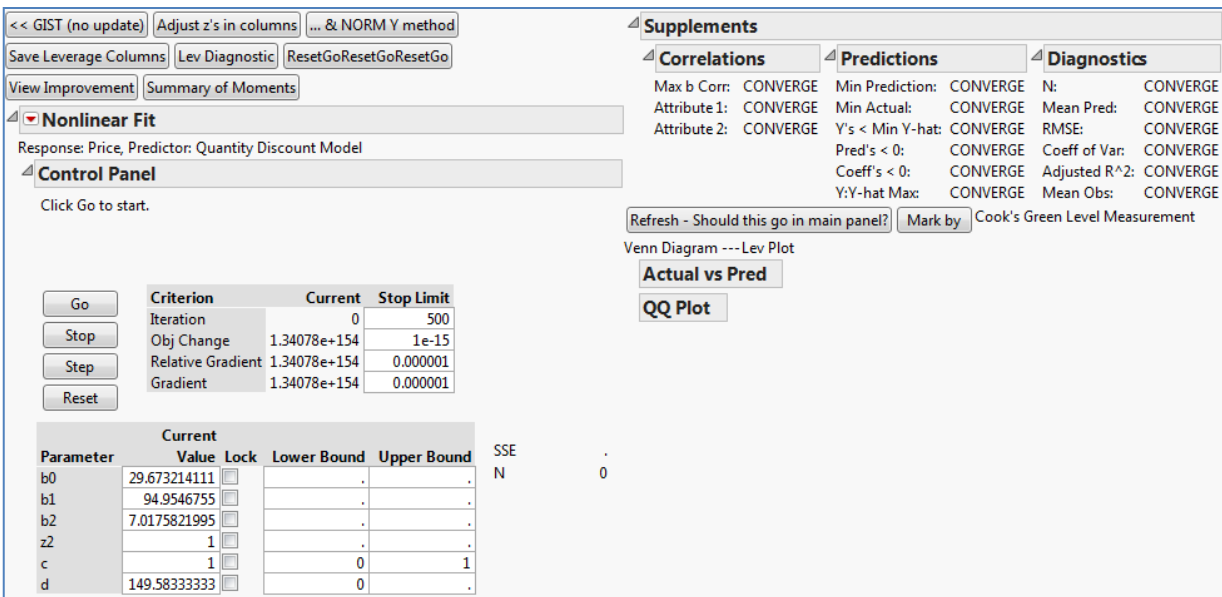 << GIST (no update) Adjust z's in columns ... & NORM Y method
Save Leverage Columns Lev Diagnostic ResetGoResetGoResetGo
View Improvement Summary of Moments
Nonlinear Fit
Response: Price, Predictor: Quantity Discount Model
Control Panel
Click Go to start.
Go
Stop
Step
Reset
Criterion Current Stop Limit
Iteration 0 500
Obj Change 1.34078e+154 1e-15
Relative Gradient 1.34078e+154 0.000001
Gradient 1.34078e+154 0.000001
Current
Parameter Value Lock Lower Bound Upper Bound
b0 29.673214111 . .
b1 94.9546755 . .
b2 7.0175821995 . .
z2 1 . .
c 1 0 1
d 149.58333333 0 .
SSE .
N 0
Supplements
Correlations
Max b Corr: CONVERGE
Attribute 1: CONVERGE
Attribute 2: CONVERGE
Predictions
Min Prediction: CONVERGE
Min Actual: CONVERGE
Y's < Min Y-hat: CONVERGE
Pred's < 0: CONVERGE
Coeff's < 0: CONVERGE
Y:Y-hat Max: CONVERGE
Diagnostics
N: CONVERGE
Mean Pred: CONVERGE
RMSE: CONVERGE
Coeff of Var: CONVERGE
Adjusted R^2: CONVERGE
Mean Obs: CONVERGE
Refresh - Should this go in main panel? Mark by Cook's Green Level Measurement
Venn Diagram ---Lev Plot
Actual vs Pred
QQ Plot